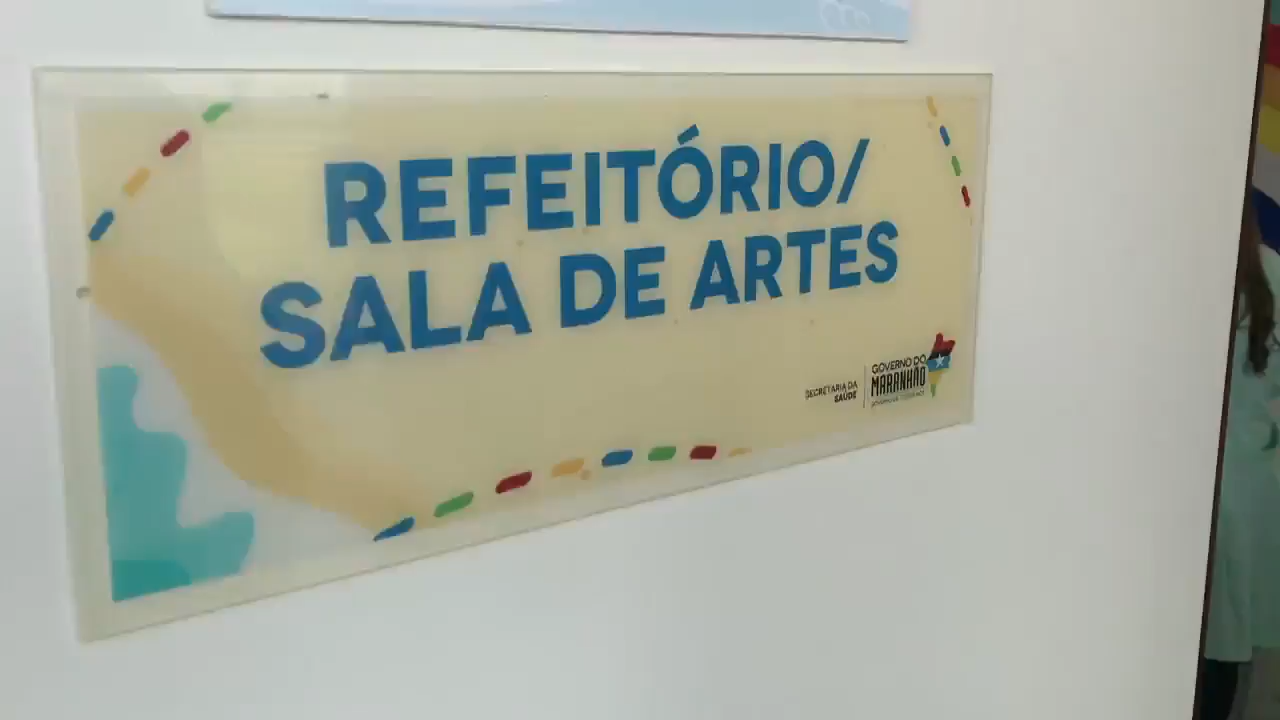 REFEITÓRIO/
SALA DE ARTES
SECRETARIA DA
SAÚDE
GOVERNO DO
MARANHÃO